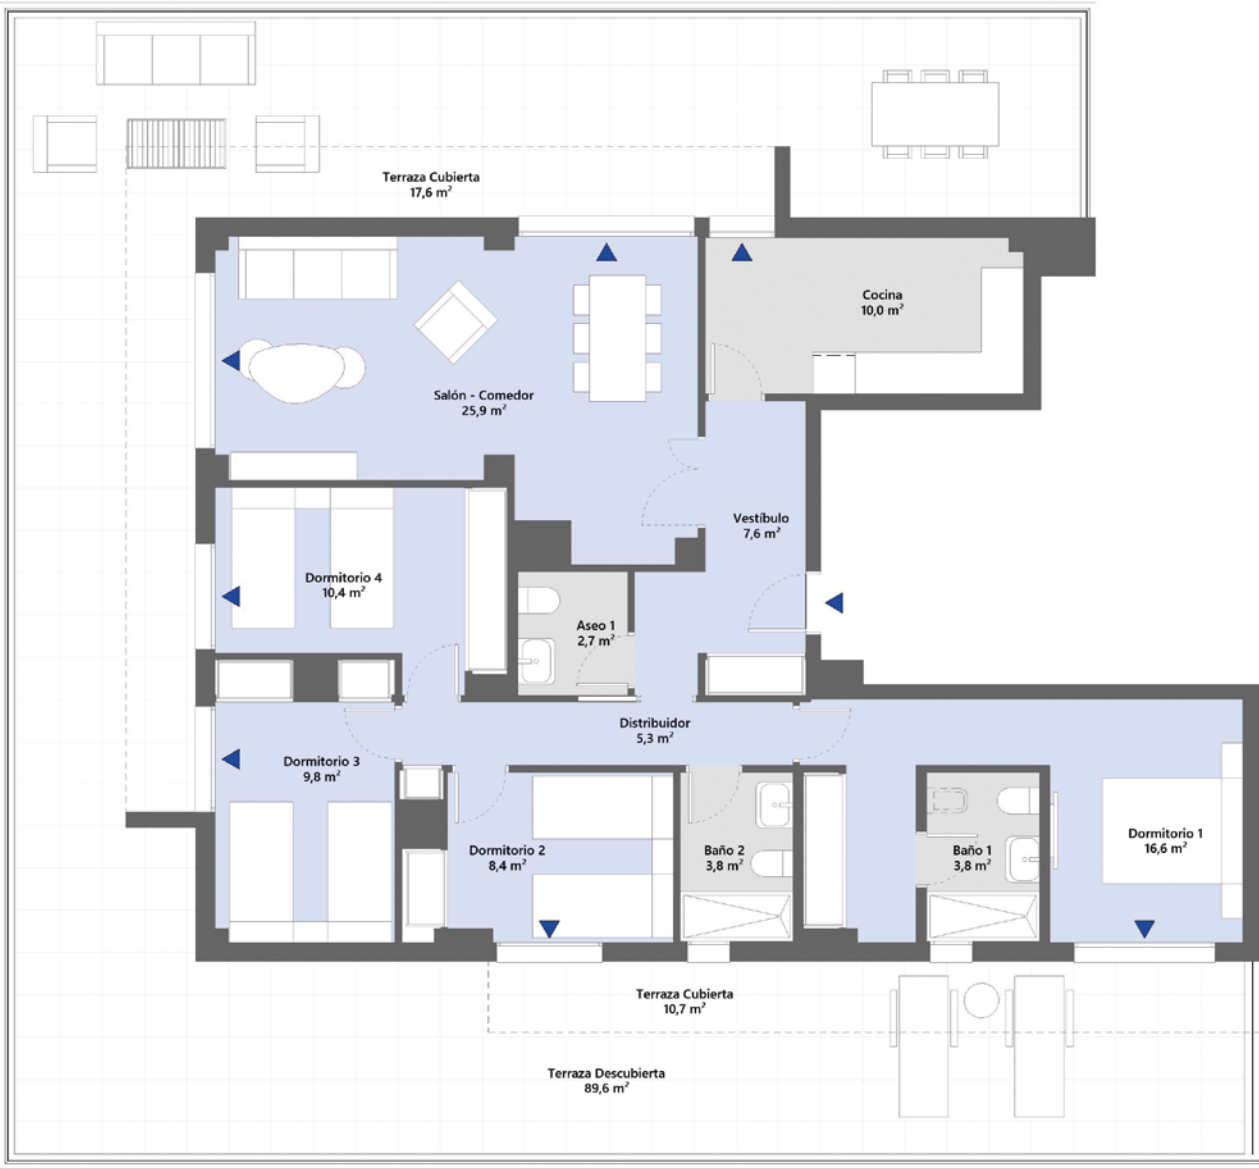 Terraza Cubierta
17,6 m²
Cocina
10,0 m²
Salón - Comedor
25,9 m²
Vestíbulo
7,6 m²
Dormitorio 4
10,4 m²
Aseo 1
2,7 m²
Distribuidor
5,3 m²
Dormitorio 3
9,8 m²
Dormitorio 2
8,4 m²
Baño 2
3,8 m²
Baño 1
3,8 m²
Dormitorio 1
16,6 m²
Terraza Cubierta
10,7 m²
Terraza Descubierta
89,6 m²